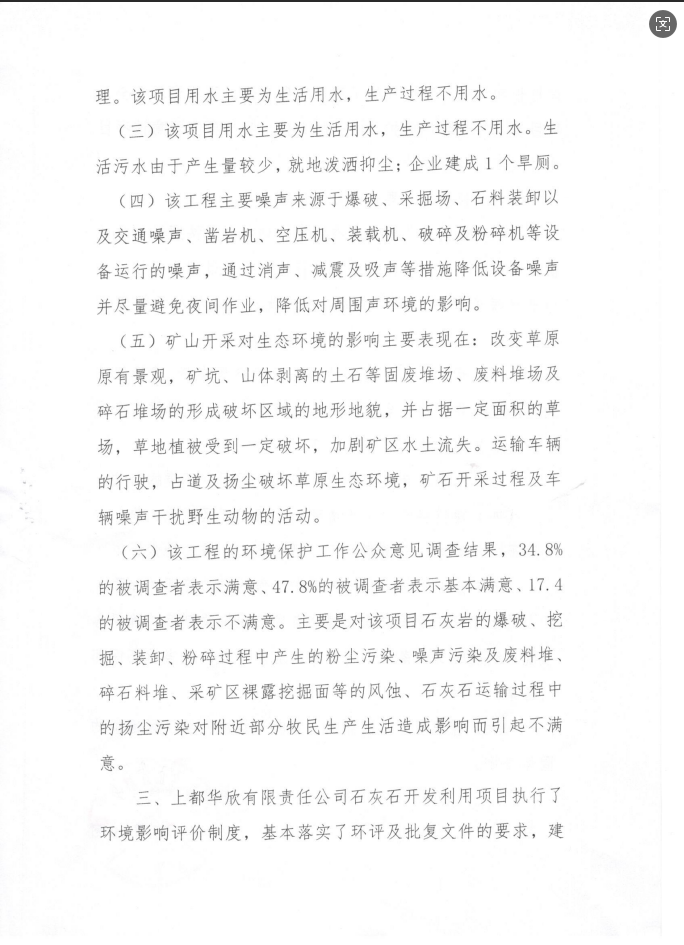 理。该项目用水主要为生活用水，生产过程不用水。
（三）该项目用水主要为生活用水，生产过程不用水。生
活污水由于产生量较少，就地泼洒抑尘；企业建成 1 个旱厕。
（四）该工程主要噪声来源于爆破、采掘场、石料装卸以
及交通噪声、凿岩机、空压机、装载机、破碎及粉碎机等设
备运行的噪声，通过消声、减震及吸声等措施降低设备噪声
并尽量避免夜间作业，降低对周围声环境的影响。
（五）矿山开采对生态环境的影响主要表现在：改变草原
原有景观，矿坑、山体剥离的土石等固废堆场、废料堆场及
碎石堆场的形成破坏区域的地形地貌，并占据一定面积的草
场，草地植被受到一定破坏，加剧矿区水土流失。运输车辆
的行驶，占道及扬尘破坏草原生态环境，矿石开采过程及车
辆噪声干扰野生动物的活动。
（六）该工程的环境保护工作公众意见调查结果，34.8%
的被调查者表示满意、47.8%的被调查者表示基本满意、17.4
的被调查者表示不满意。主要是对该项目石灰岩的爆破、挖
掘、装卸、粉碎过程中产生的粉尘污染、噪声污染及废料堆、
碎石料堆、采矿区裸露挖掘面等的风蚀、石灰石运输过程中
的扬尘污染对附近部分牧民生产生活造成影响而引起不满
意。
三、上都华欣有限责任公司石灰石开发利用项目执行了
环境影响评价制度，基本落实了环评及批复文件的要求，建